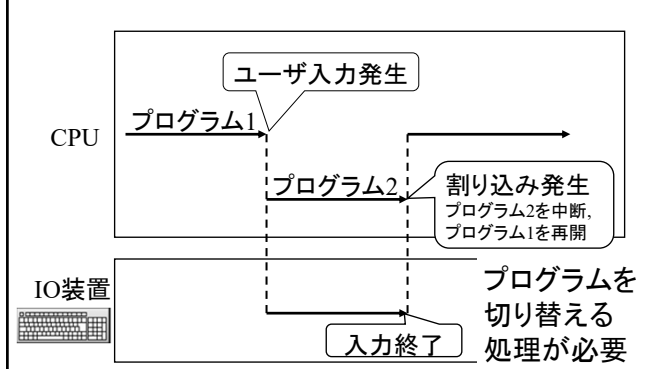 ユーザ入力発生
プログラム1
CPU
プログラム2
割り込み発生
プログラム2を中断,
プログラム1を再開
IO装置
入力終了
プログラムを
切り替える
処理が必要